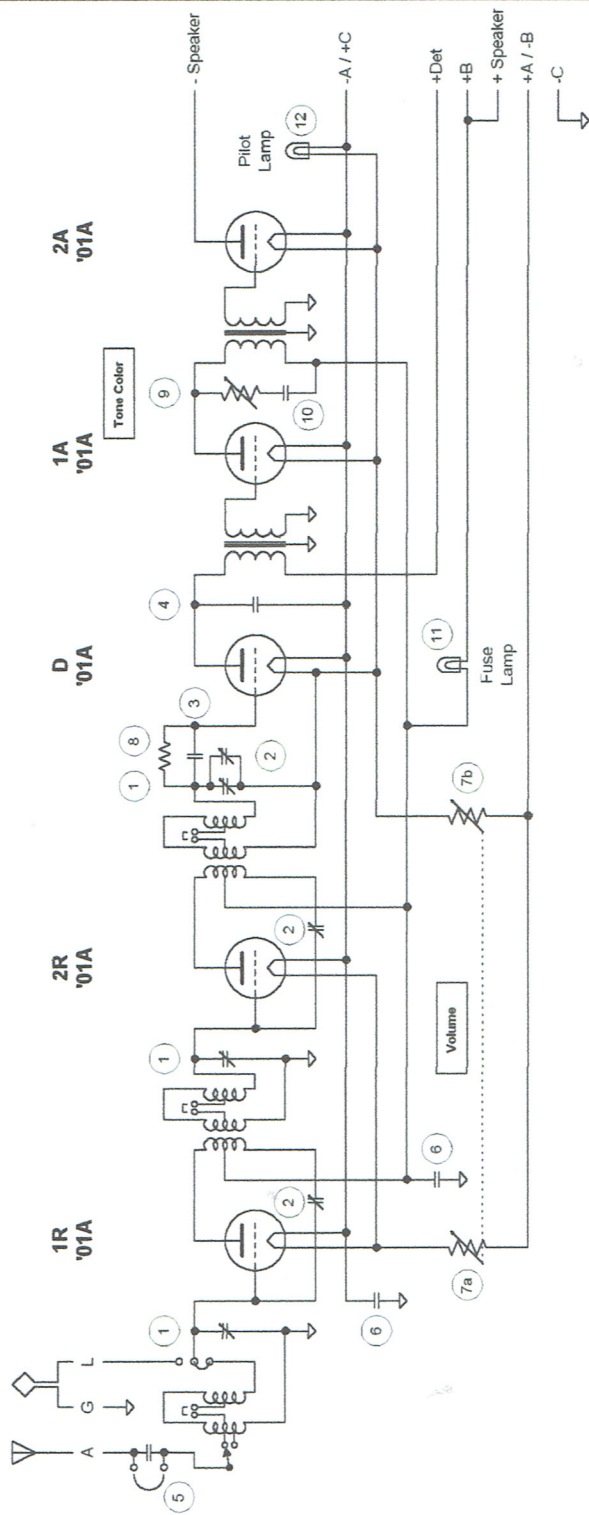 A
G
L
5
1
1R
'01A
2
6
7a
6
Volume
1
2R
'01A
2
1
8
3
2
7b
D
'01A
4
11
Fuse
Lamp
1A
'01A
9
Tone Color
10
2A
'01A
Pilot
Lamp
12
- Speaker
-A / +C
+Det
+B
+ Speaker
+A / -B
-C